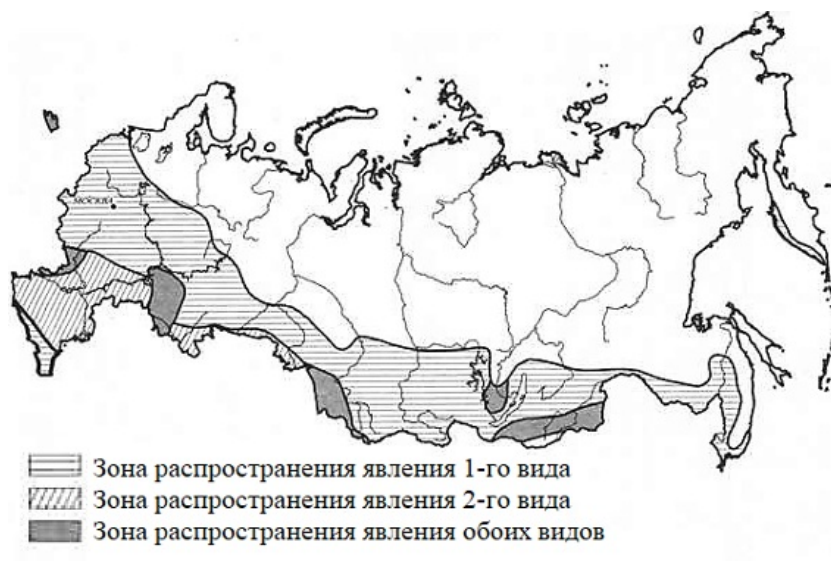 МОСКВА
Зона распространения явления 1-го вида
Зона распространения явления 2-го вида
Зона распространения явления обоих видов